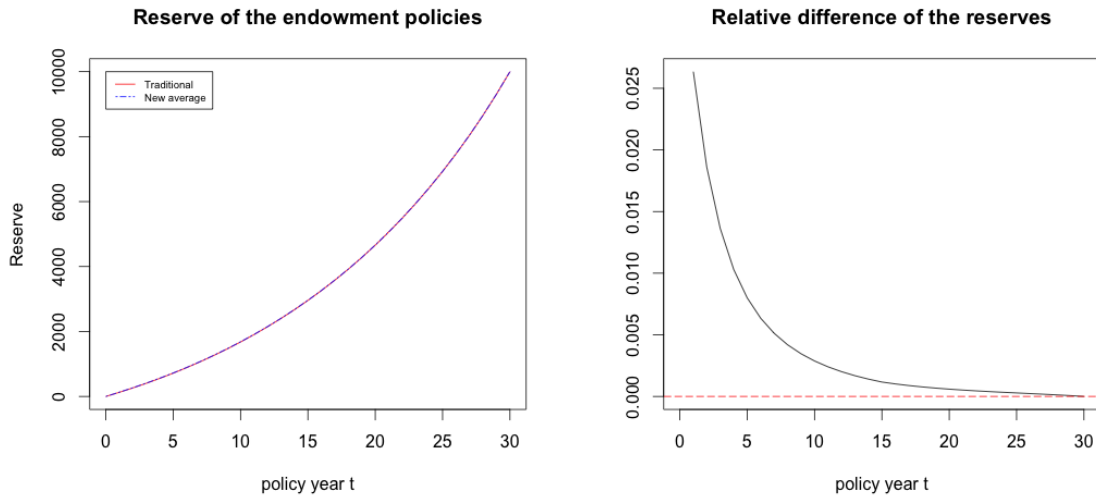 Reserve of the endowment policies
Traditional
New average
Reserve
10000
8000
6000
4000
2000
0
0 5 10 15 20 25 30
policy year t
Relative difference of the reserves
0.025
0.020
0.015
0.010
0.005
0.000
0 5 10 15 20 25 30
policy year t